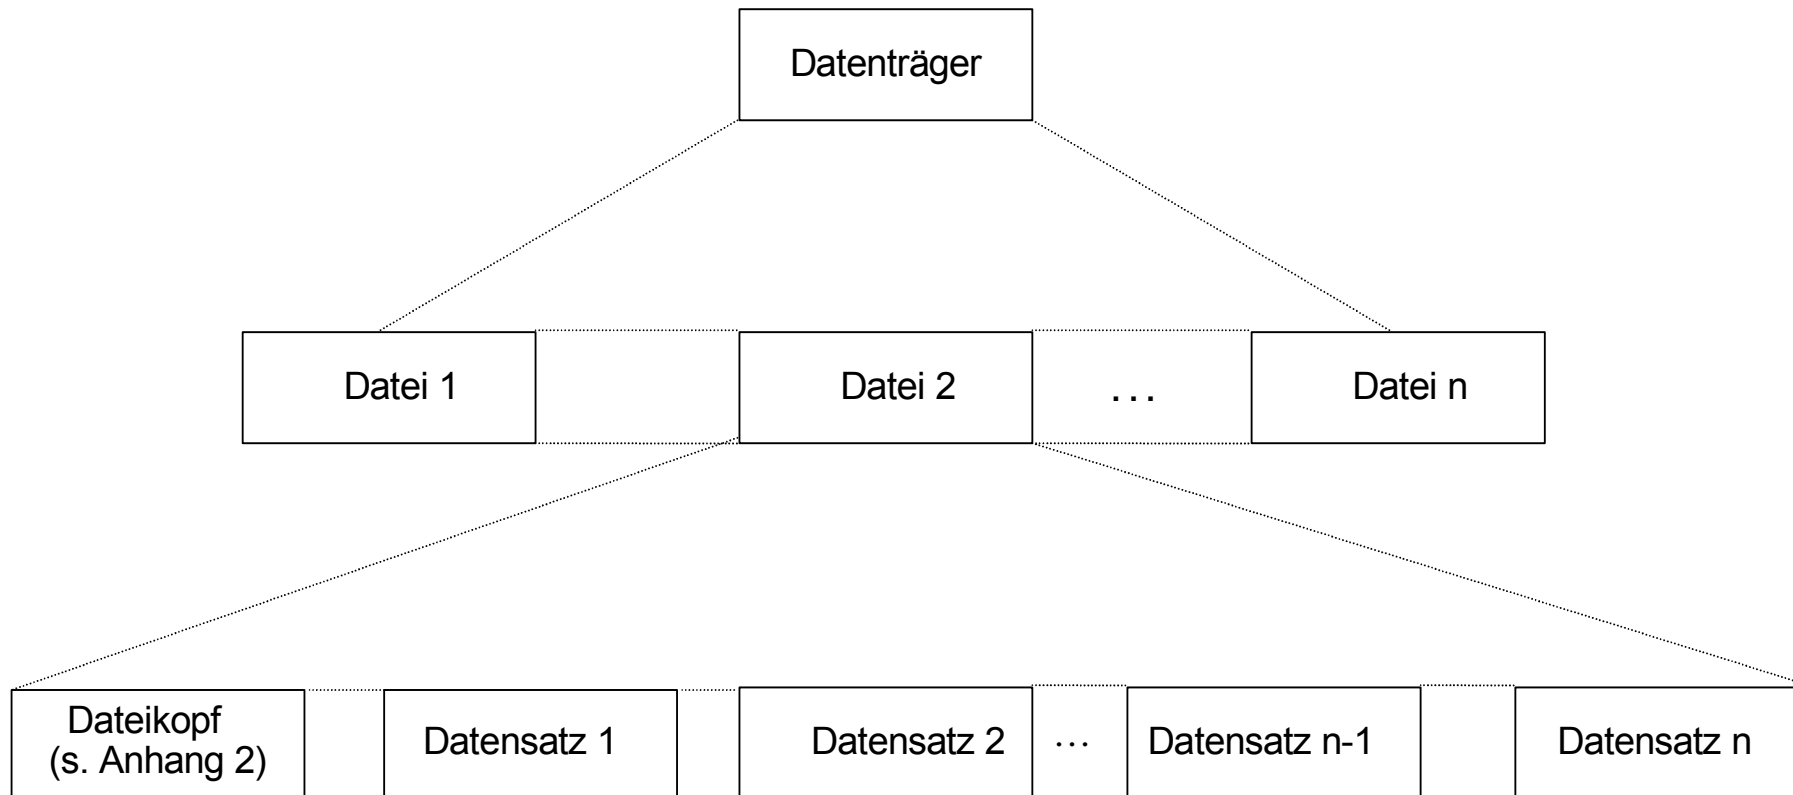 Datenträger
Datei 1
Datei 2
...
Datei n
Dateikopf
(s. Anhang 2)
Datensatz 1
Datensatz 2
...
Datensatz n-1
Datensatz n